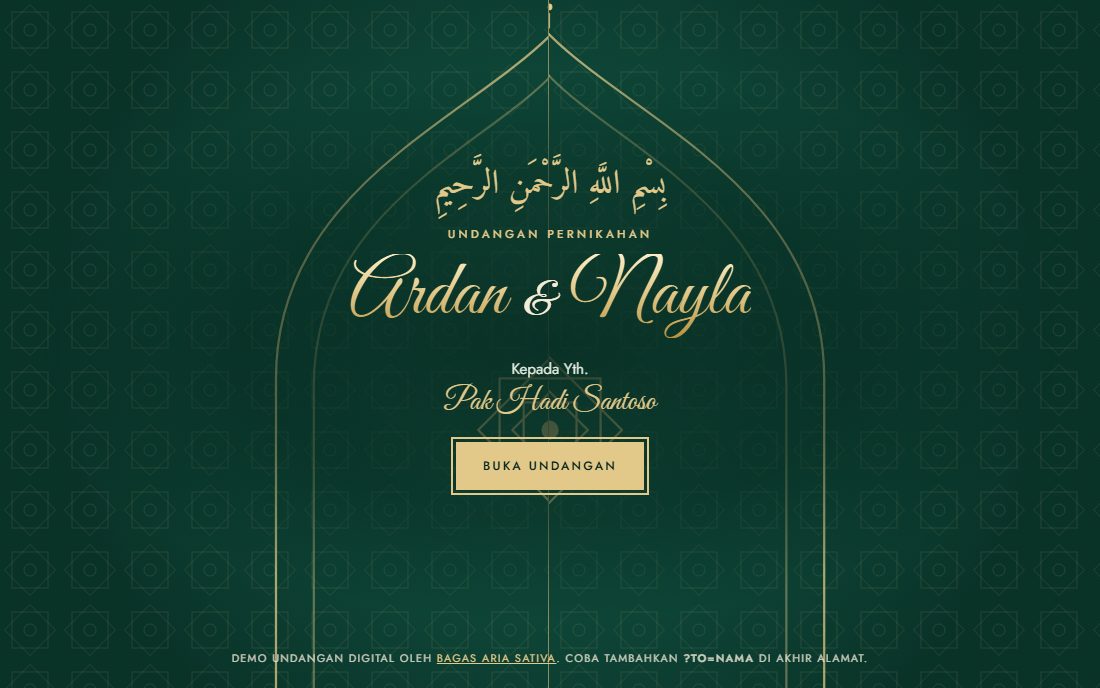 بِسْمِ اللَّهِ الرَّحْمَنِ الرَّحِيمِ
UNDANGAN PERNIKAHAN
Ardan & Nayla
Kepada Yth.
Pak Hadi Santoso
BUKA UNDANGAN
DEMO UNDANGAN DIGITAL OLEH BAGAS ARIA SATIVA. COBA TAMBAHKAN ?TO=NAMA DI AKHIR ALAMAT.